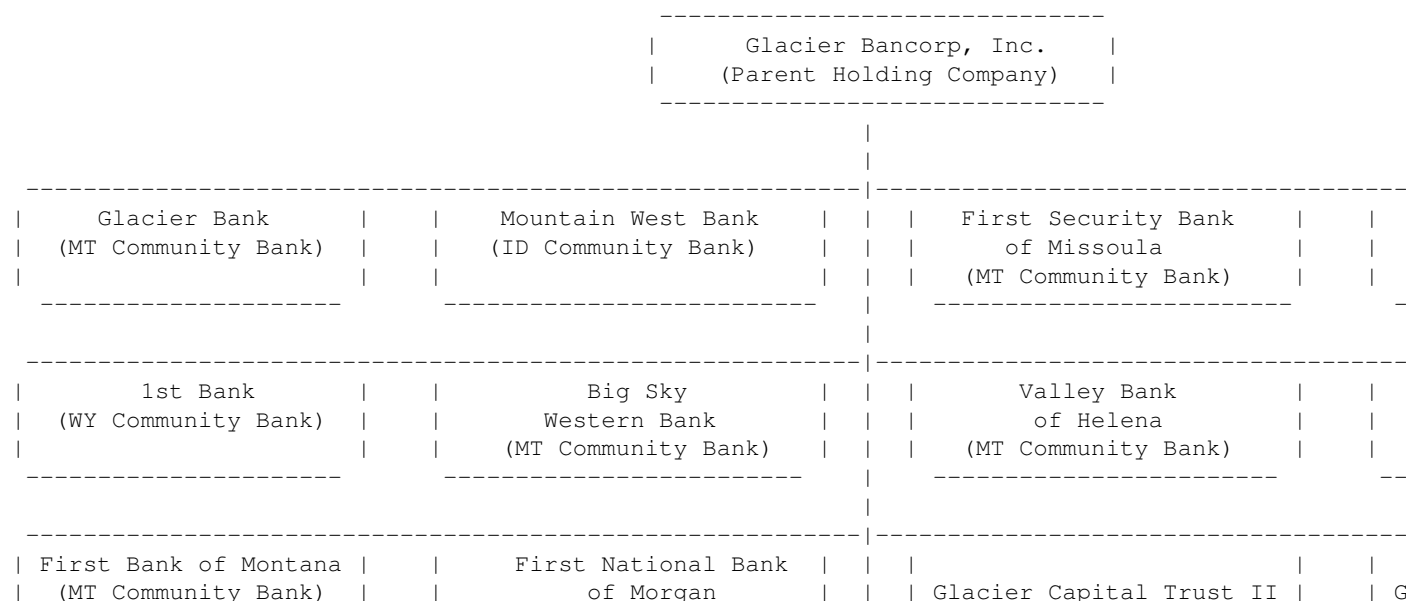 Glacier Bancorp, Inc.
(Parent Holding Company)
Glacier Bank Mountain West Bank First Security Bank
(MT Community Bank) (ID Community Bank) of Missoula
(MT Community Bank)
1st Bank Big Sky Valley Bank
(WY Community Bank) Western Bank of Helena
(MT Community Bank) (MT Community Bank)
First Bank of Montana First National Bank
(MT Community Bank) of Morgan Glacier Capital Trust II G